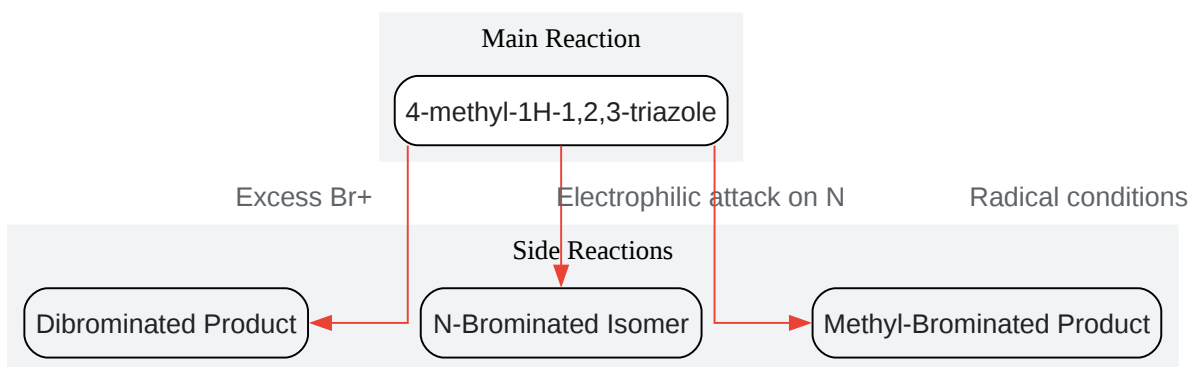 Main Reaction
4-methyl-1H-1,2,3-triazole
Excess Br+
Electrophilic attack on N
Radical conditions
Side Reactions
Dibrominated Product
N-Brominated Isomer
Methyl-Brominated Product